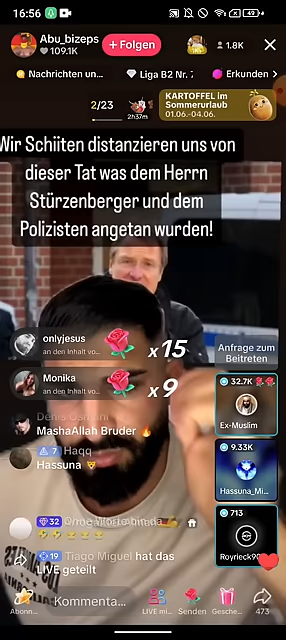 16:56
49
Abu_bizeps
109.1K
+ Folgen
1.8K
Nachrichten un...
Liga B2 Nr. 7
Erkunden
2/23
2h37m
KARTOFFEL im
Sommerurlaub
01.06.-04.06.
Wir Schiiten distanzieren uns von
dieser Tat was dem Herrn
Stürzenberger und dem
Polizisten angetan wurden!
onlyjesus
an den Inhalt vo...
x15
Anfrage zum
Beitreten
Monika
an den Inhalt vo...
x9
32.7K
Ex-Muslim
MashaAllah Bruder
7 Haqq
Hassuna
9.33K
Hassuna_Mi...
32
713
Royrieck90
19 Tiago Miguel hat das
LIVE geteilt
Abonn...
Kommenta...
LIVE mi...
Senden
Gesche...
473